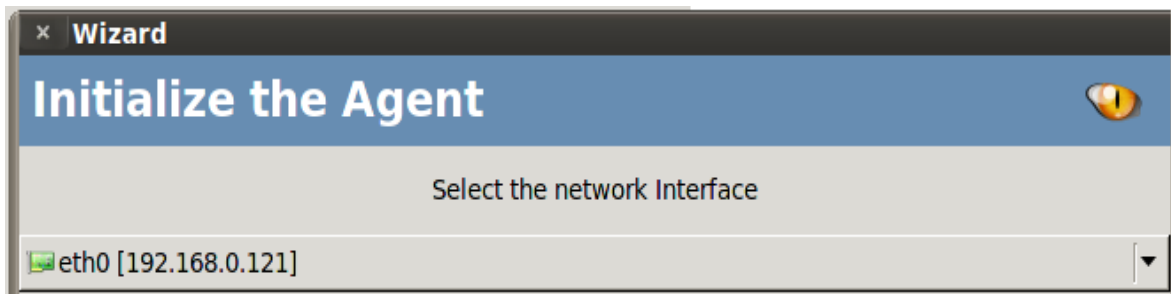 Wizard
Initialize the Agent
Select the network Interface
eth0 [192.168.0.121]